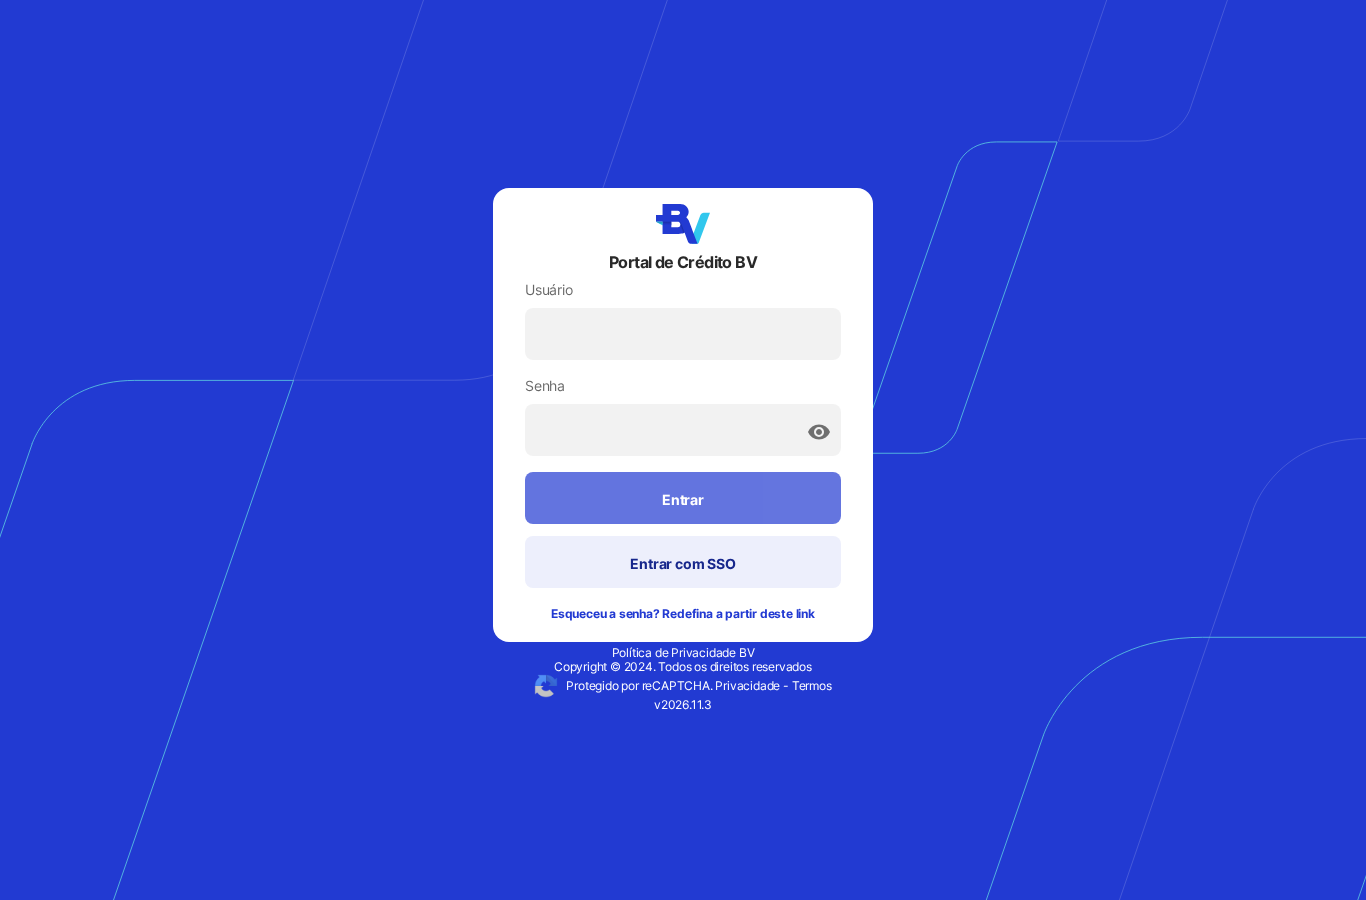 BV
Portal de Crédito BV
Usuário
Senha
Entrar
Entrar com SSO
Esqueceu a senha? Redefina a partir deste link
Política de Privacidade BV
Copyright © 2024. Todos os direitos reservados
Protegido por reCAPTCHA. Privacidade - Termos
v2026.11.3